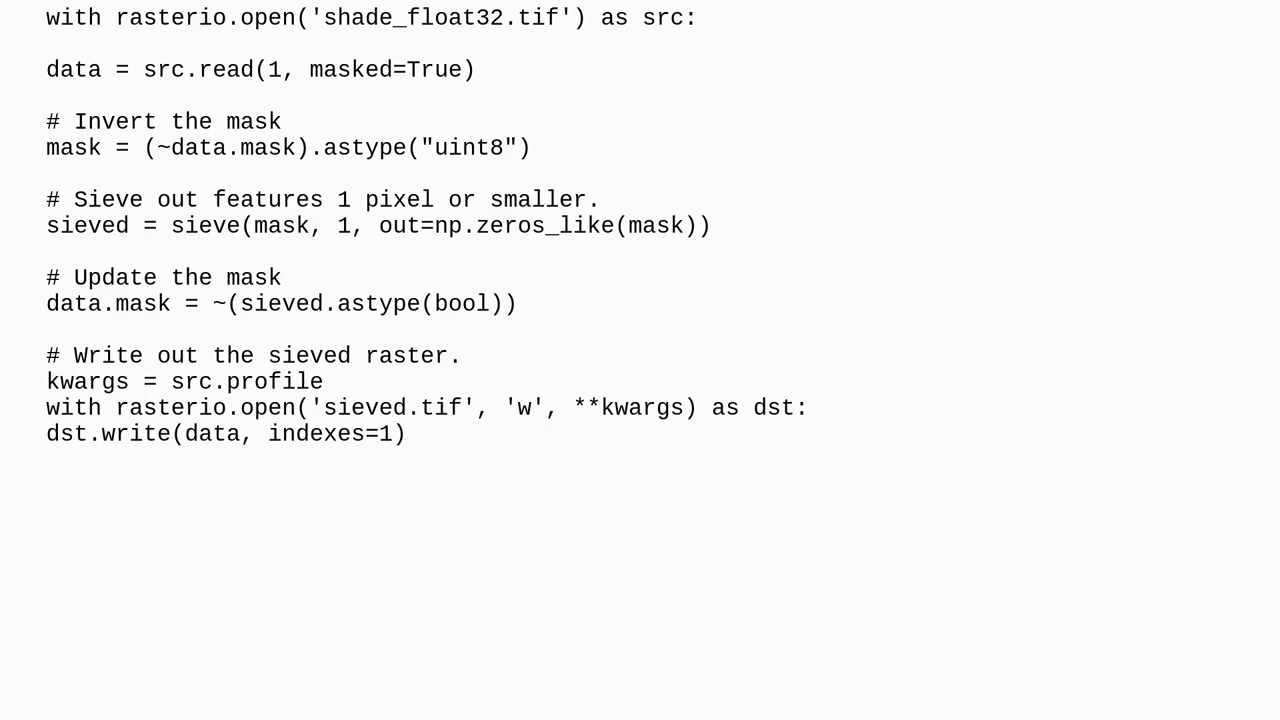 with rasterio.open('shade_float32.tif') as src:
data = src.read(1, masked=True)
# Invert the mask
mask = (~data.mask).astype("uint8")
# Sieve out features 1 pixel or smaller.
sieved = sieve(mask, 1, out=np.zeros_like(mask))
# Update the mask
data.mask = ~(sieved.astype(bool))
# Write out the sieved raster.
kwargs = src.profile
with rasterio.open('sieved.tif', 'w', **kwargs) as dst:
dst.write(data, indexes=1)